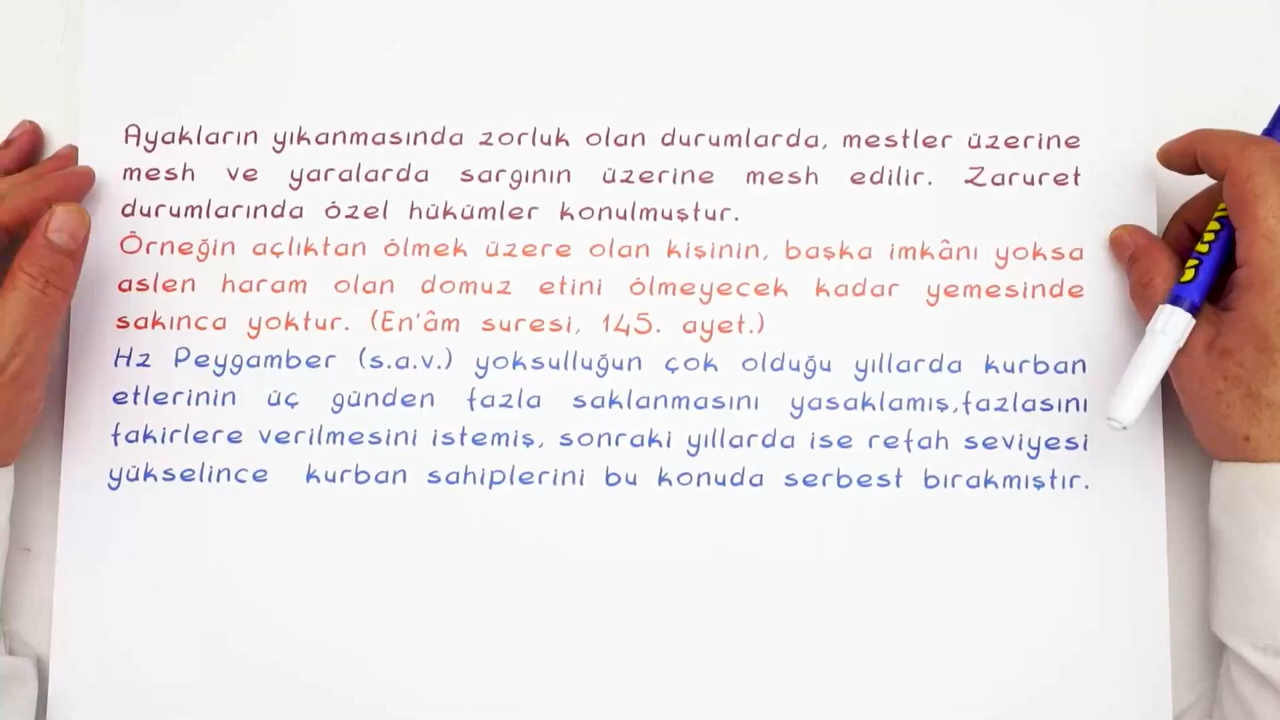 Ayakların yıkanmasında zorluk olan durumlarda, mestler üzerine
mesh ve yaralarda sargının üzerine mesh edilir. Zaruret
durumlarında özel hükümler konulmuştur.
Örneğin açlıktan ölmek üzere olan kişinin, başka imkânı yoksa
aslen haram olan domuz etini ölmeyecek kadar yemesinde
sakınca yoktur. (En'âm suresi, 145. ayet.)
Hz Peygamber (s.a.v.) yoksulluğun çok olduğu yıllarda kurban
etlerinin üç günden fazla saklanmasını yasaklamış,fazlasını
fakirlere verilmesini istemiş, sonraki yıllarda ise refah seviyesi
yükselince kurban sahiplerini bu konuda serbest bırakmıştır.